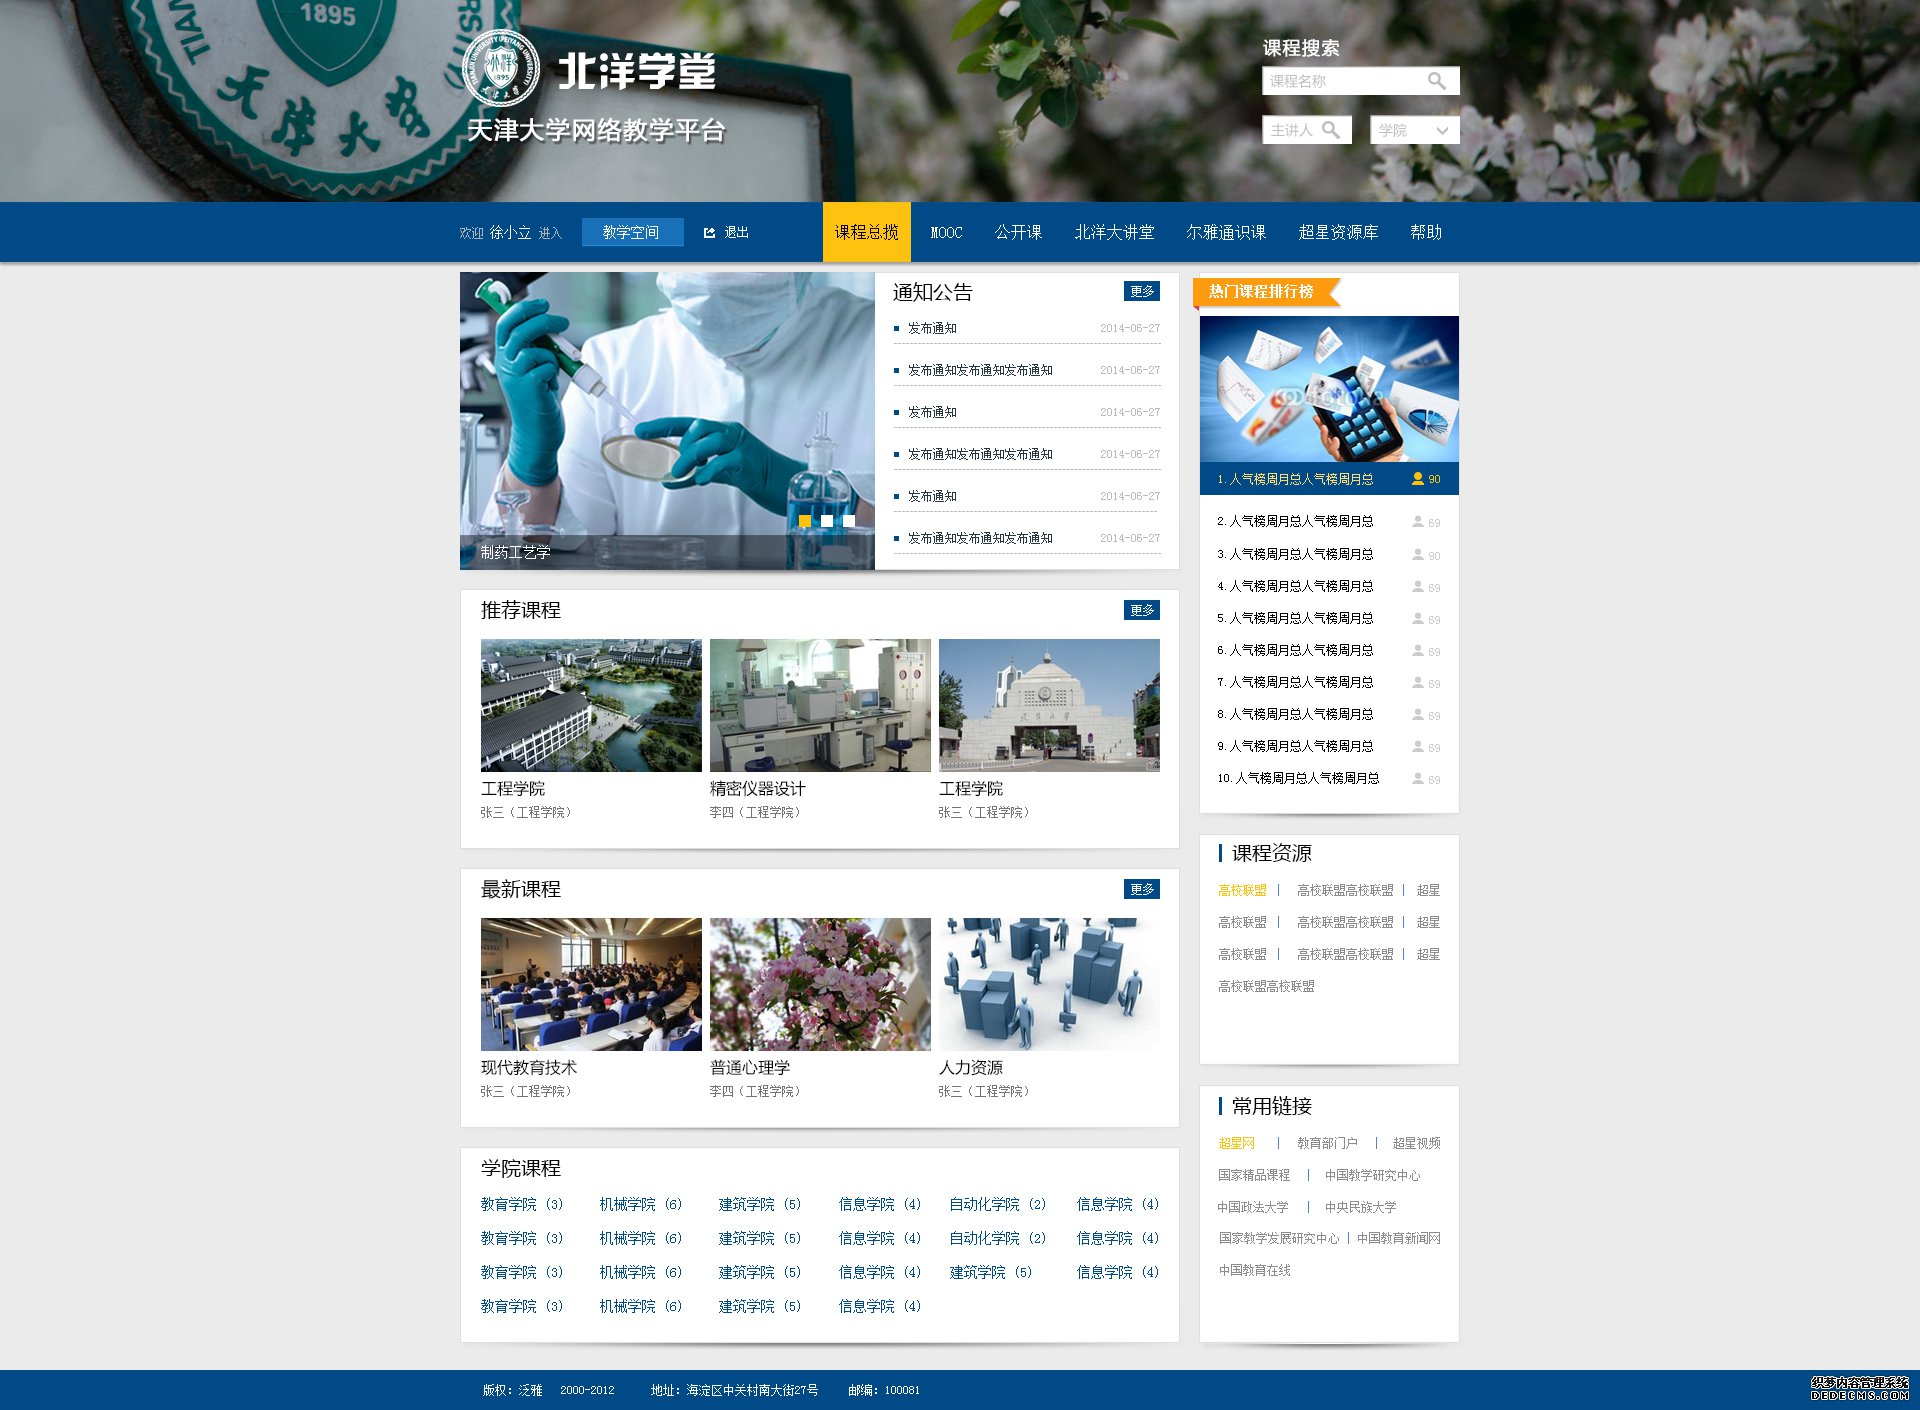 1895
TIAN
RSITY
天津大学
TIANJIN UNIVERSITY (PEIYANG UNIVERSITY)
北洋
1895
天津大学
北洋学堂
天津大学网络教学平台
课程搜索
课程名称
主讲人 学院
欢迎 徐小立 进入 教学空间 退出 课程总揽 MOOC 公开课 北洋大讲堂 尔雅通识课 超星资源库 帮助
制药工艺学
通知公告 更多
发布通知 2014-06-27
发布通知发布通知发布通知 2014-06-27
发布通知 2014-06-27
发布通知发布通知发布通知 2014-06-27
发布通知 2014-06-27
发布通知发布通知发布通知 2014-06-27
热门课程排行榜
1. 人气榜周月总人气榜周月总 90
2. 人气榜周月总人气榜周月总 69
3. 人气榜周月总人气榜周月总 90
4. 人气榜周月总人气榜周月总 69
5. 人气榜周月总人气榜周月总 69
6. 人气榜周月总人气榜周月总 69
7. 人气榜周月总人气榜周月总 69
8. 人气榜周月总人气榜周月总 69
9. 人气榜周月总人气榜周月总 69
10. 人气榜周月总人气榜周月总 69
推荐课程 更多
天津大学
工程学院 精密仪器设计 工程学院
张三（工程学院） 李四（工程学院） 张三（工程学院）
最新课程 更多
现代教育技术 普通心理学 人力资源
张三（工程学院） 李四（工程学院） 张三（工程学院）
学院课程
教育学院 (3) 机械学院 (6) 建筑学院 (5) 信息学院 (4) 自动化学院 (2) 信息学院 (4)
教育学院 (3) 机械学院 (6) 建筑学院 (5) 信息学院 (4) 自动化学院 (2) 信息学院 (4)
教育学院 (3) 机械学院 (6) 建筑学院 (5) 信息学院 (4) 建筑学院 (5) 信息学院 (4)
教育学院 (3) 机械学院 (6) 建筑学院 (5) 信息学院 (4)
课程资源
高校联盟 | 高校联盟高校联盟 | 超星
高校联盟 | 高校联盟高校联盟 | 超星
高校联盟 | 高校联盟高校联盟 | 超星
高校联盟高校联盟
常用链接
超星网 | 教育部门户 | 超星视频
国家精品课程 | 中国教学研究中心
中国政法大学 | 中央民族大学
国家教学发展研究中心 | 中国教育新闻网
中国教育在线
版权：泛雅 2000-2012 地址：海淀区中关村南大街27号 邮编：100081
织梦内容管理系统
DEDECMS.COM